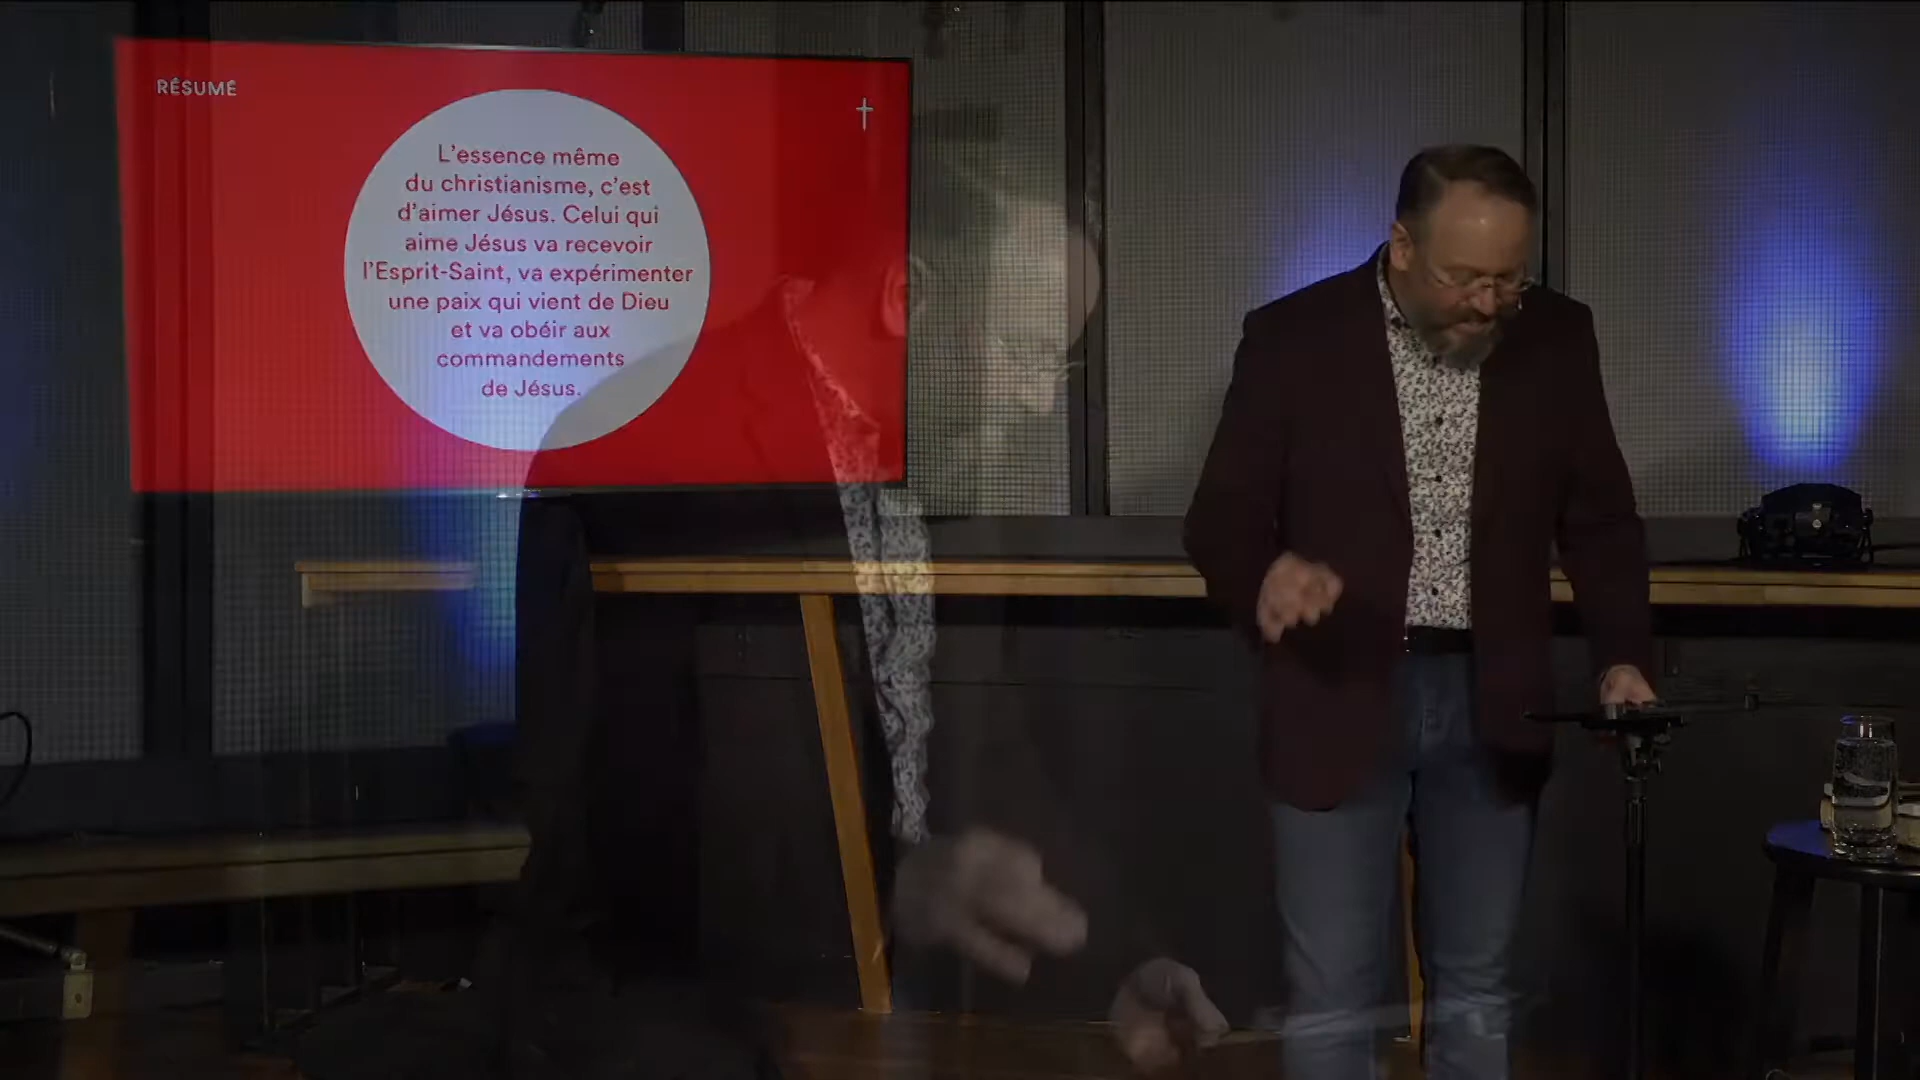 RÉSUMÉ
L'essence même
du christianisme, c'est
d'aimer Jésus. Celui qui
aime Jésus va recevoir
l'Esprit-Saint, va expérimenter
une paix qui vient de Dieu
et va obéir aux
commandements
de Jésus.